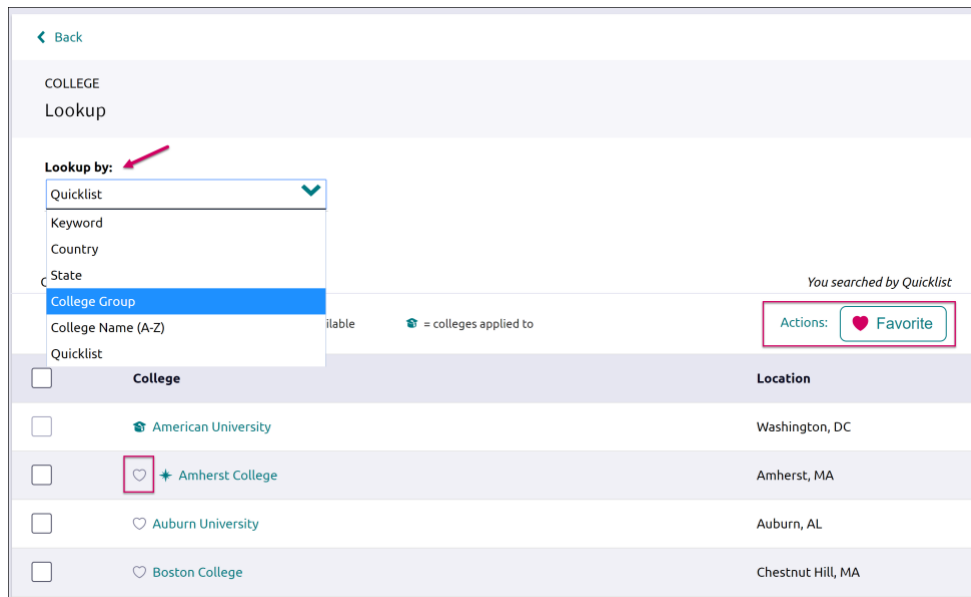 Back
COLLEGE
Lookup
Lookup by:
Quicklist
Keyword
Country
State
College Group
College Name (A-Z)
Quicklist
You searched by Quicklist
ilable = colleges applied to
Actions: Favorite
College Location
American University Washington, DC
Amherst College Amherst, MA
Auburn University Auburn, AL
Boston College Chestnut Hill, MA